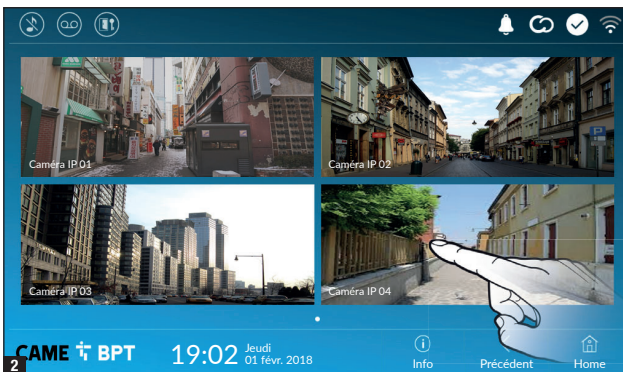 Caméra IP 01
Caméra IP 02
Caméra IP 03
Caméra IP 04
CAME BPT
19:02
Jeudi
01 févr. 2018
Info
Précédent
Home
2